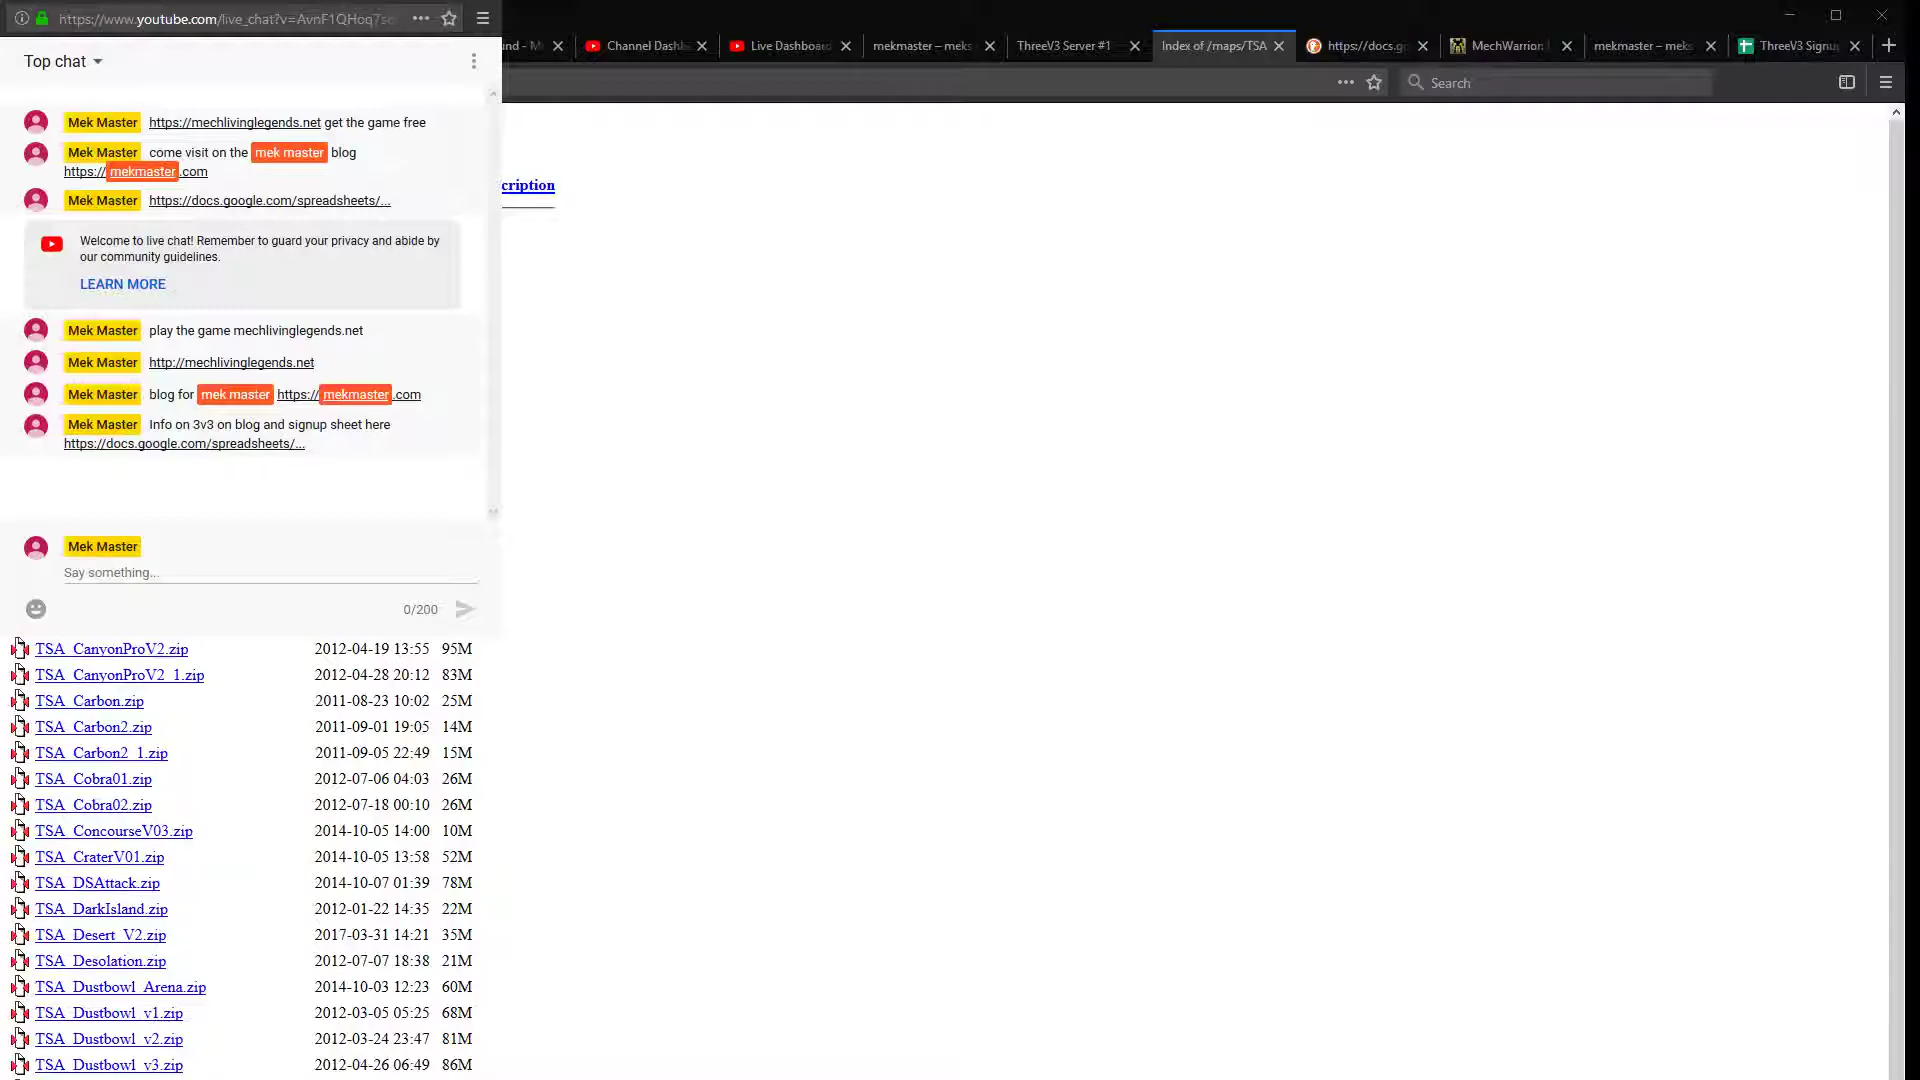 https://www.youtube.com/live_chat?v=AvnF1QHoq7s
Top chat
Mek Master https://mechlivinglegends.net get the game free
Mek Master come visit on the mek master blog
https://mekmaster.com
Mek Master https://docs.google.com/spreadsheets/...
Welcome to live chat! Remember to guard your privacy and abide by
our community guidelines.
LEARN MORE
Mek Master play the game mechlivinglegends.net
Mek Master http://mechlivinglegends.net
Mek Master blog for mek master https://mekmaster.com
Mek Master Info on 3v3 on blog and signup sheet here
https://docs.google.com/spreadsheets/...
Mek Master
Say something...
0/200
Channel Dashb
Live Dashboard
mekmaster – meks
ThreeV3 Server #1
Index of /maps/TSA
https://docs.g
MechWarrior
mekmaster – meks
ThreeV3 Signu
Search
cription
TSA_CanyonProV2.zip 2012-04-19 13:55 95M
TSA_CanyonProV2_1.zip 2012-04-28 20:12 83M
TSA_Carbon.zip 2011-08-23 10:02 25M
TSA_Carbon2.zip 2011-09-01 19:05 14M
TSA_Carbon2_1.zip 2011-09-05 22:49 15M
TSA_Cobra01.zip 2012-07-06 04:03 26M
TSA_Cobra02.zip 2012-07-18 00:10 26M
TSA_ConcourseV03.zip 2014-10-05 14:00 10M
TSA_CraterV01.zip 2014-10-05 13:58 52M
TSA_DSAttack.zip 2014-10-07 01:39 78M
TSA_DarkIsland.zip 2012-01-22 14:35 22M
TSA_Desert_V2.zip 2017-03-31 14:21 35M
TSA_Desolation.zip 2012-07-07 18:38 21M
TSA_Dustbowl_Arena.zip 2014-10-03 12:23 60M
TSA_Dustbowl_v1.zip 2012-03-05 05:25 68M
TSA_Dustbowl_v2.zip 2012-03-24 23:47 81M
TSA_Dustbowl_v3.zip 2012-04-26 06:49 86M